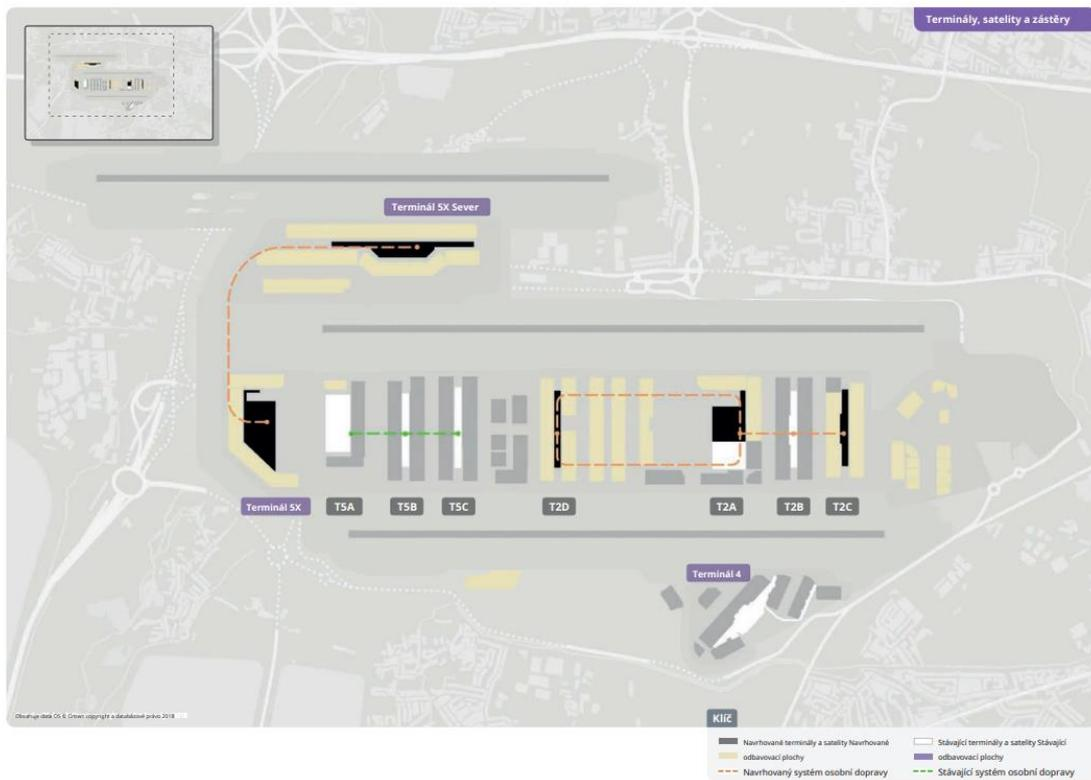 Terminály, satelity a zástěry
Terminál 5X Sever
Terminál 5X
T5A
T5B
T5C
T2D
T2A
T2B
T2C
Terminál 4
Obsahuje data OS © Crown copyright a databázové právo 2018
Klíč
Navrhované terminály a satelity Navrhované
odbavovací plochy
Navrhovaný systém osobní dopravy
Stávající terminály a satelity Stávající
odbavovací plochy
Stávající systém osobní dopravy